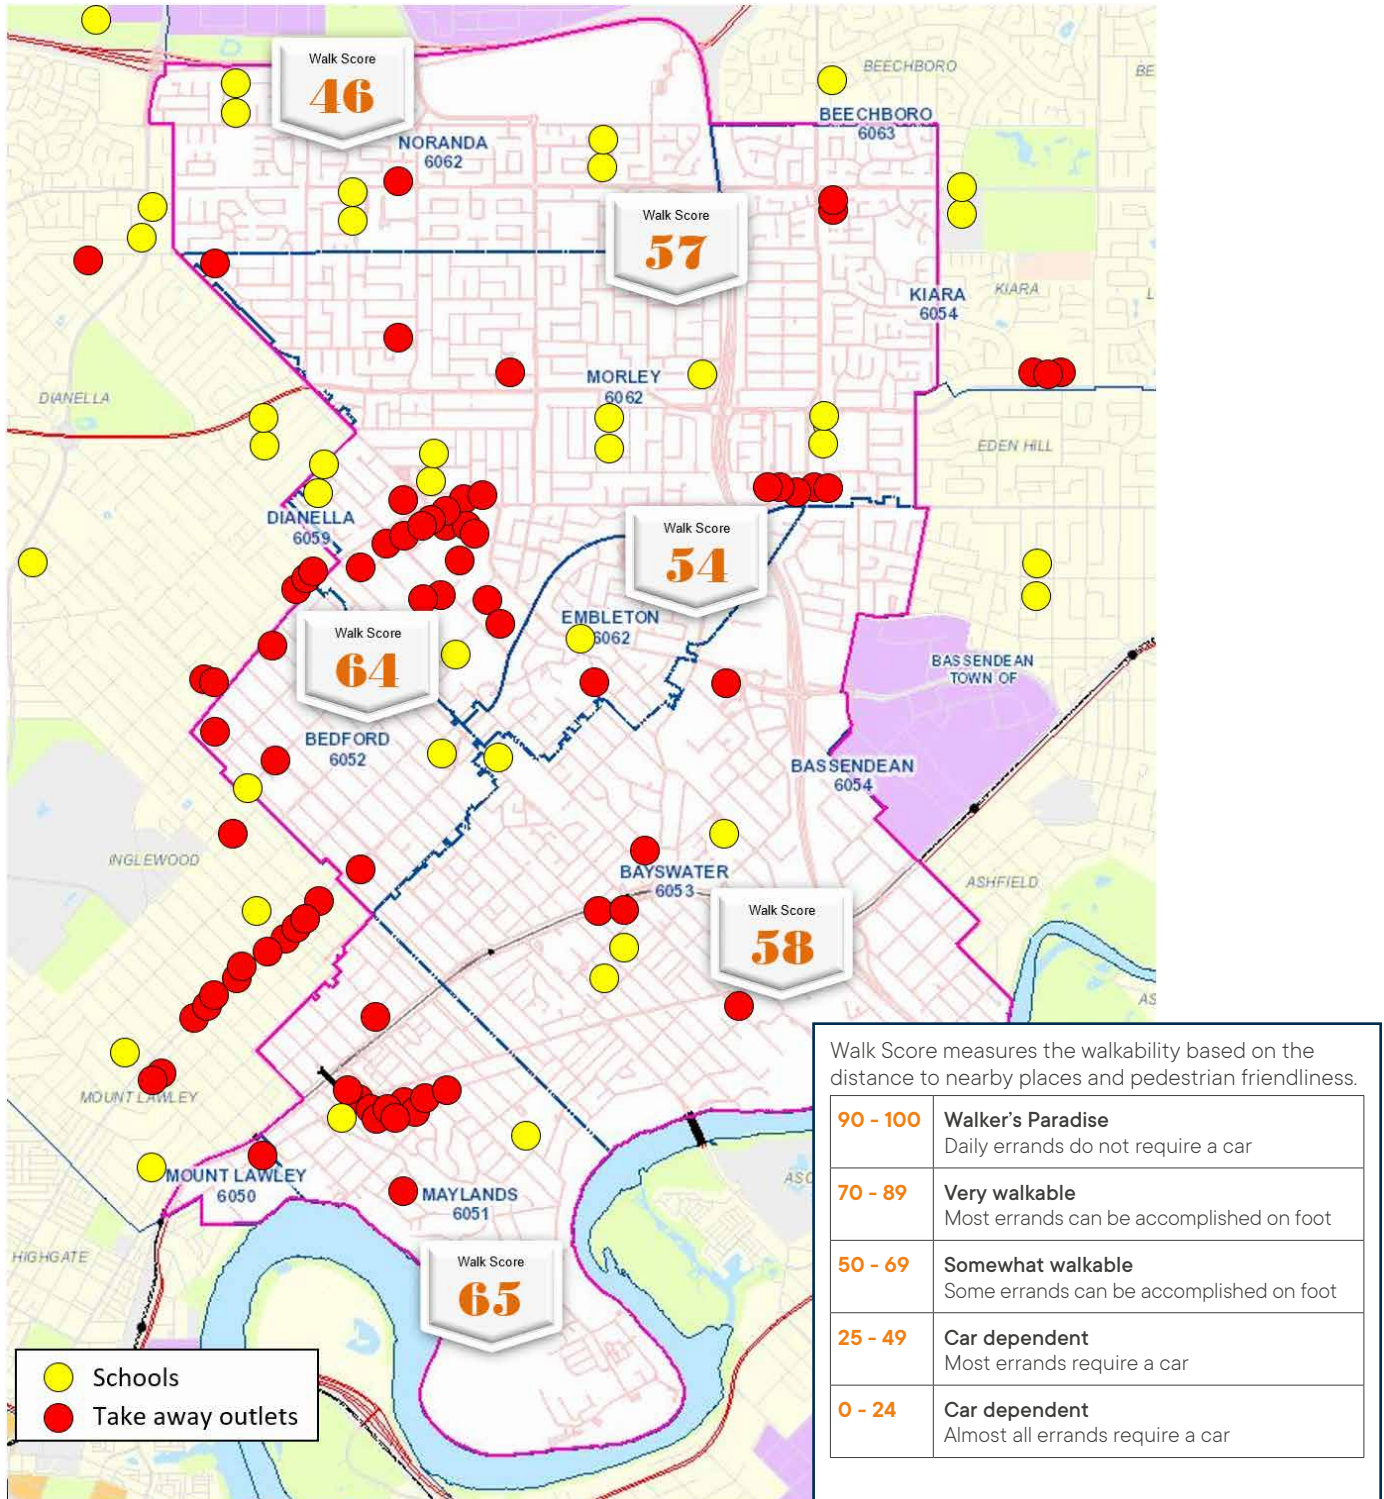 BEECHBORO
BE
Walk Score
46
BEECHBORO
6063
NORANDA
6062
Walk Score
57
KIARA
6054
KIARA
L
MORLEY
6062
DIANELLA
EDEN HILL
DIANELLA
6059
Walk Score
54
EMBLETON
6062
Walk Score
64
BASSENDEAN
TOWN OF
BEDFORD
6052
BASSENDEAN
6054
INGLEWOOD
BAYSWATER
6053
ASHFIELD
Walk Score
58
AS
MOUNT LAWLEY
MOUNT LAWLEY
6050
MAYLANDS
6051
ASC
HIGHGATE
Walk Score
65
Schools
Take away outlets
Walk Score measures the walkability based on the
distance to nearby places and pedestrian friendliness.
90 - 100 Walker's Paradise
Daily errands do not require a car
70 - 89 Very walkable
Most errands can be accomplished on foot
50 - 69 Somewhat walkable
Some errands can be accomplished on foot
25 - 49 Car dependent
Most errands require a car
0 - 24 Car dependent
Almost all errands require a car